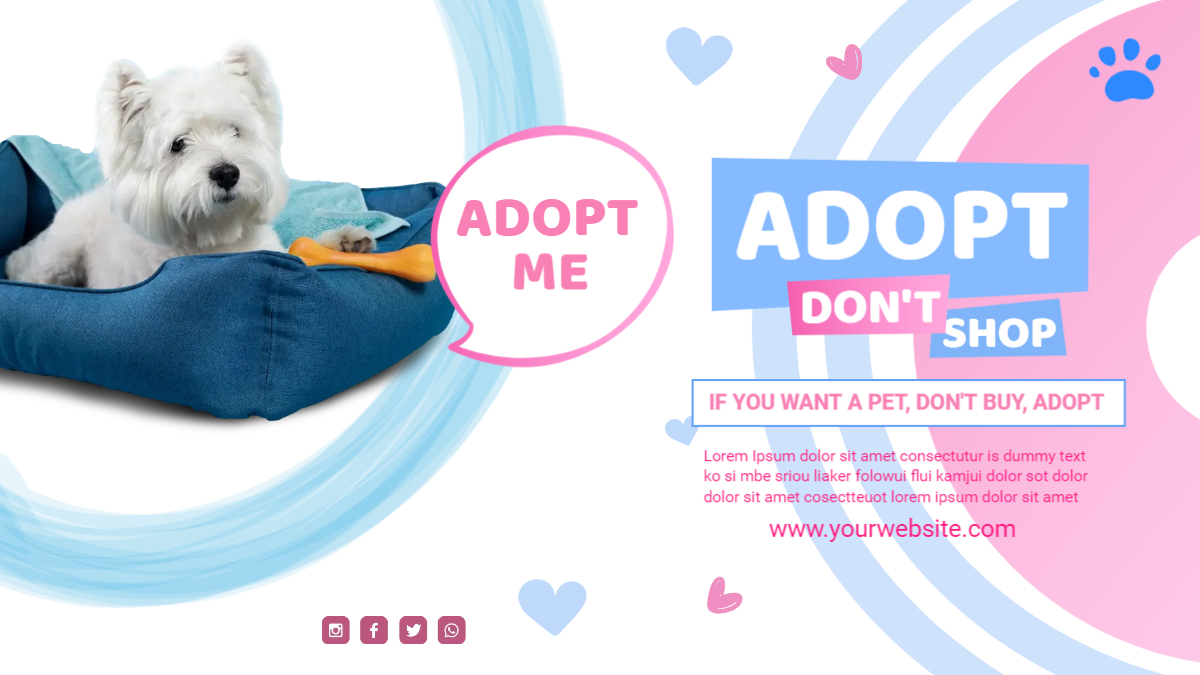 ADOPT
ME
ADOPT
DON'T
SHOP
IF YOU WANT A PET, DON'T BUY, ADOPT
Lorem Ipsum dolor sit amet consectutur is dummy text
ko si mbe sriou liaker folowui flui kamjui dolor sot dolor
dolor sit amet cosectteuot lorem ipsum dolor sit amet
www.yourwebsite.com